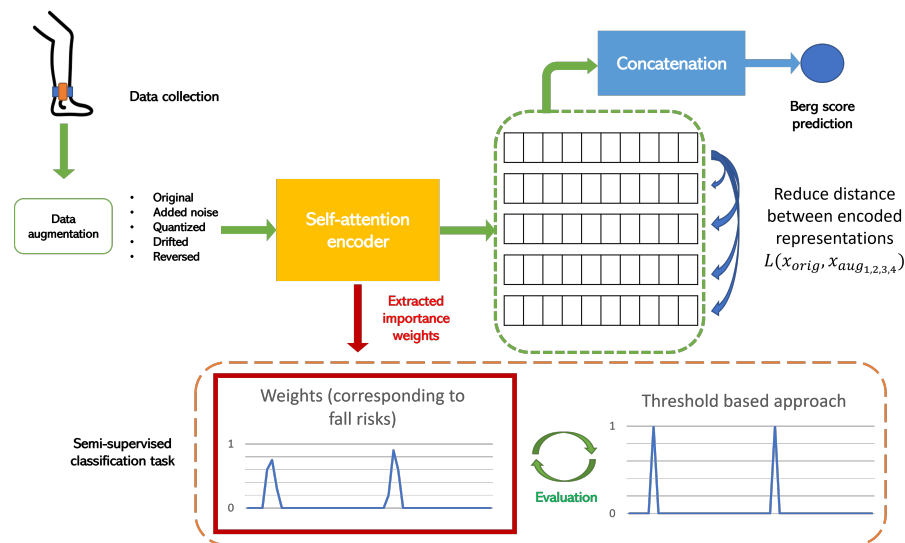 Data collection
Concatenation
Berg score
prediction
Data
augmentation
• Original
• Added noise
• Quantized
• Drifted
• Reversed
Self-attention
encoder
Reduce distance
between encoded
representations
L(x_orig, x_aug_1,2,3,4)
Extracted
importance
weights
Semi-supervised
classification task
Weights (corresponding to
fall risks)
1
0
Evaluation
Threshold based approach
1
0